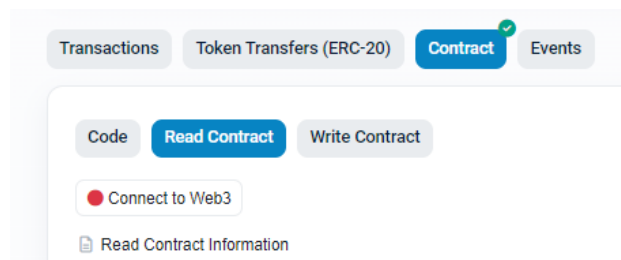 Transactions Token Transfers (ERC-20) Contract Events
Code Read Contract Write Contract
Connect to Web3
Read Contract Information